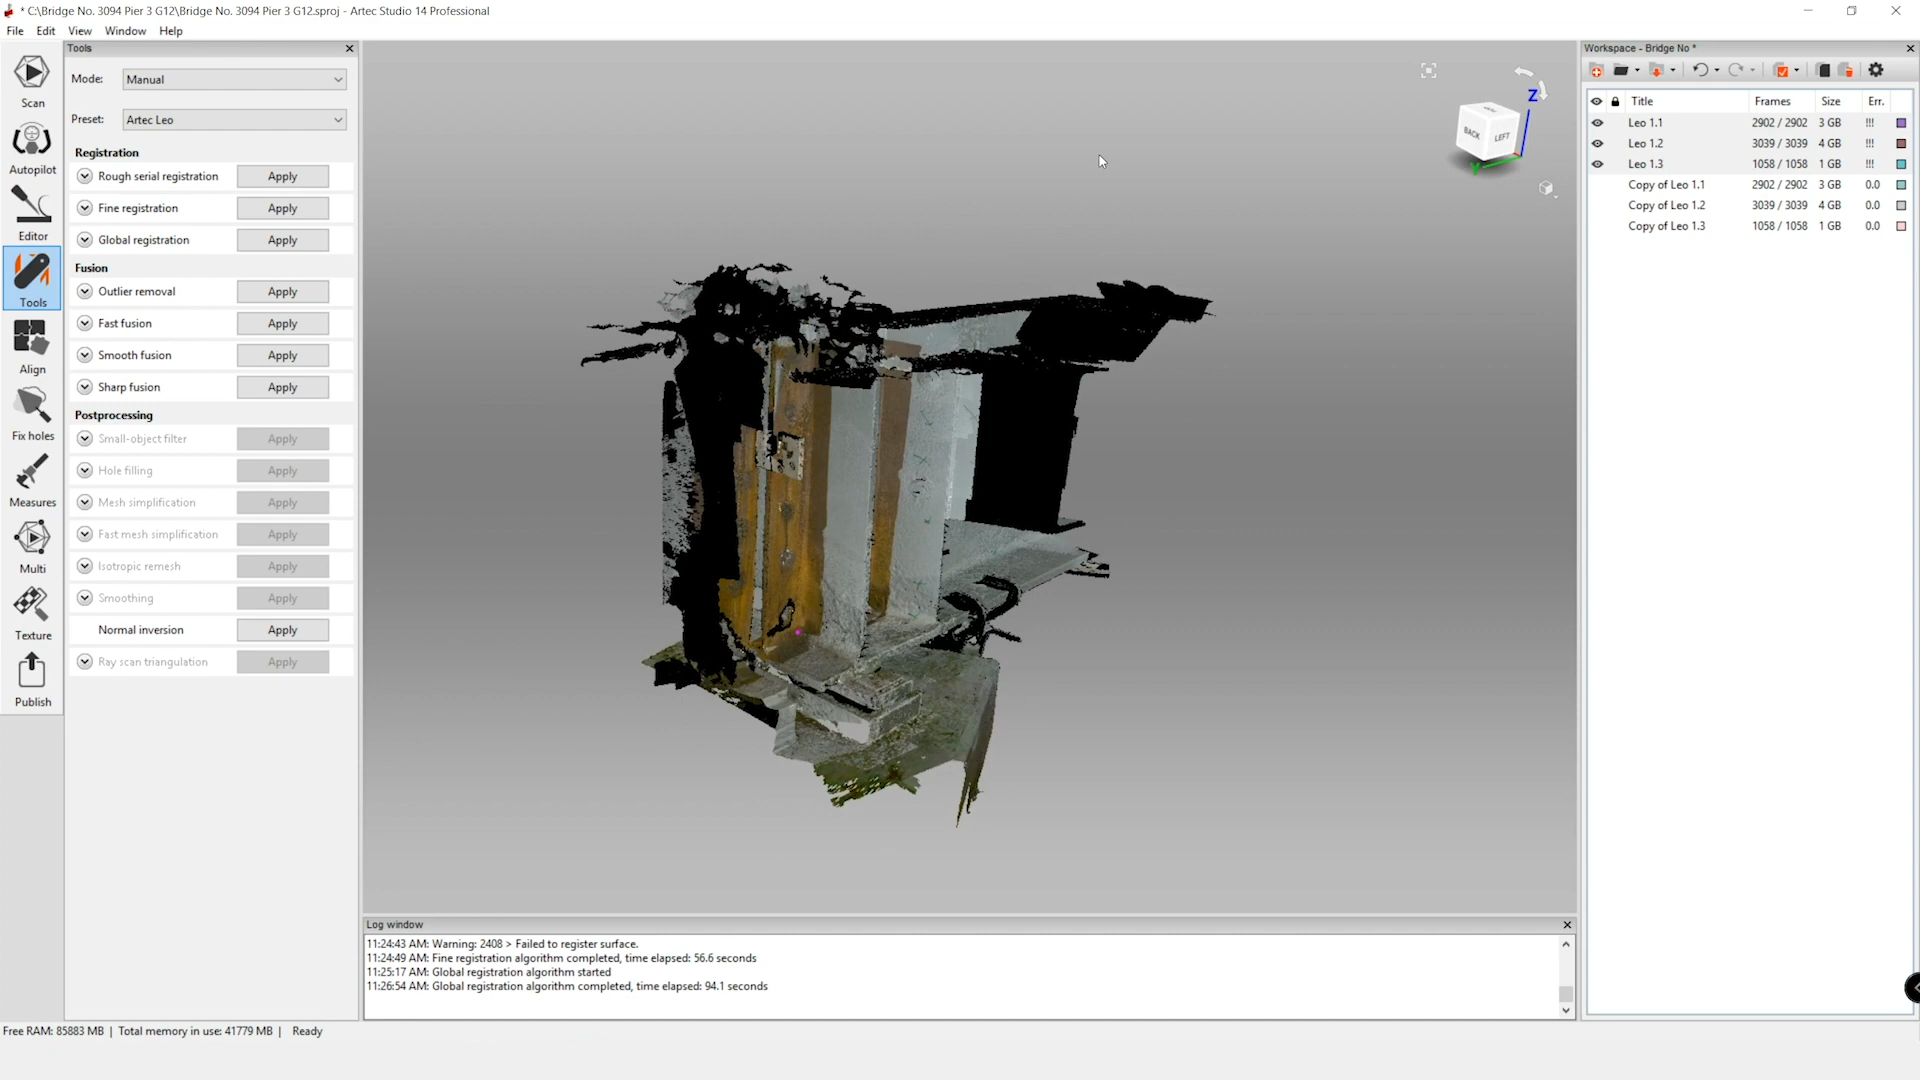 * C:\Bridge No. 3094 Pier 3 G12\Bridge No. 3094 Pier 3 G12.sproj - Artec Studio 14 Professional
File Edit View Window Help
Scan
Autopilot
Editor
Tools
Align
Fix holes
Measures
Multi
Texture
Publish
Tools
Mode: Manual
Preset: Artec Leo
Registration
Rough serial registration Apply
Fine registration Apply
Global registration Apply
Fusion
Outlier removal Apply
Fast fusion Apply
Smooth fusion Apply
Sharp fusion Apply
Postprocessing
Small-object filter Apply
Hole filling Apply
Mesh simplification Apply
Fast mesh simplification Apply
Isotropic remesh Apply
Smoothing Apply
Normal inversion Apply
Ray scan triangulation Apply
Z
BACK LEFT
Y
Log window
11:24:43 AM: Warning: 2408 > Failed to register surface.
11:24:49 AM: Fine registration algorithm completed, time elapsed: 56.6 seconds
11:25:17 AM: Global registration algorithm started
11:26:54 AM: Global registration algorithm completed, time elapsed: 94.1 seconds
Workspace - Bridge No *
Title Frames Size Err.
Leo 1.1 2902 / 2902 3 GB !!!
Leo 1.2 3039 / 3039 4 GB !!!
Leo 1.3 1058 / 1058 1 GB !!!
Copy of Leo 1.1 2902 / 2902 3 GB 0.0
Copy of Leo 1.2 3039 / 3039 4 GB 0.0
Copy of Leo 1.3 1058 / 1058 1 GB 0.0
Free RAM: 85883 MB | Total memory in use: 41779 MB | Ready